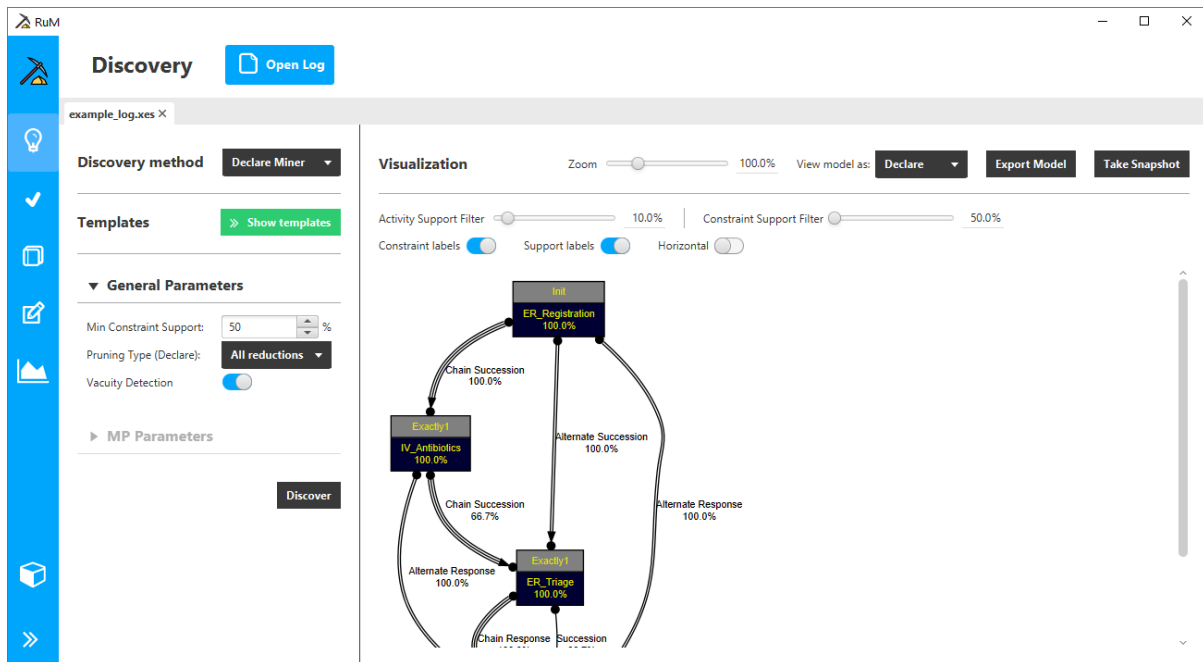 RuM
Discovery
Open Log
example_log.xes
Discovery method
Declare Miner
Templates
Show templates
General Parameters
Min Constraint Support:
50
%
Pruning Type (Declare):
All reductions
Vacuity Detection
MP Parameters
Discover
Visualization
Zoom
100.0%
View model as:
Declare
Export Model
Take Snapshot
Activity Support Filter
10.0%
Constraint Support Filter
50.0%
Constraint labels
Support labels
Horizontal
Init
ER_Registration
100.0%
Chain Succession
100.0%
Exactly1
IV_Antibiotics
100.0%
Alternate Succession
100.0%
Chain Succession
66.7%
Alternate Response
100.0%
Exactly1
ER_Triage
100.0%
Alternate Response
100.0%
Chain Response
Succession